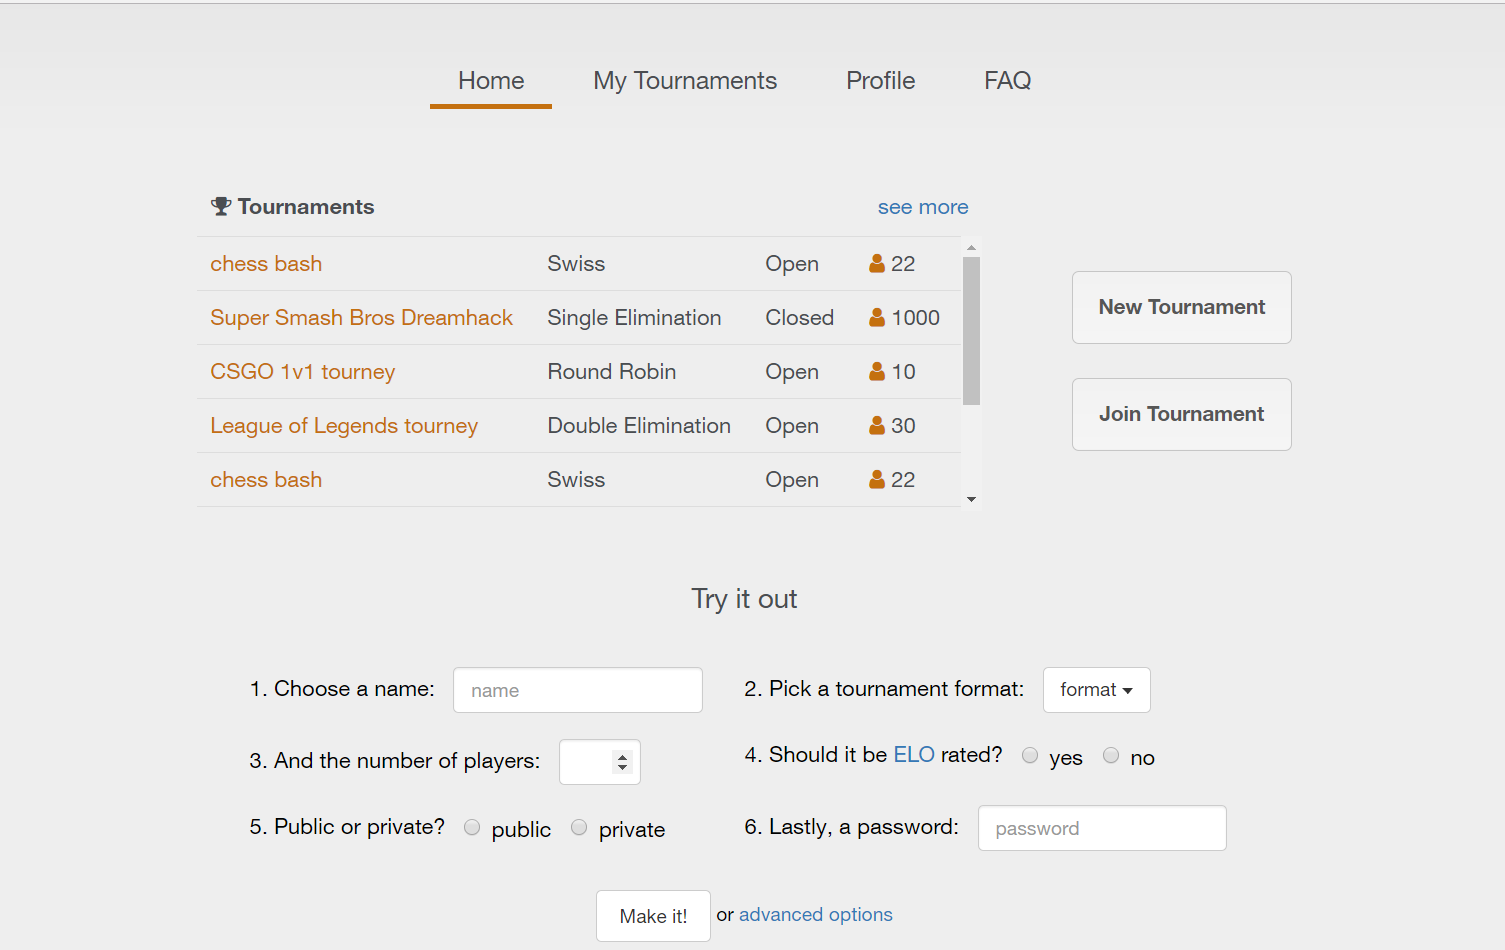 Home My Tournaments Profile FAQ
Tournaments see more
chess bash Swiss Open 22
Super Smash Bros Dreamhack Single Elimination Closed 1000
CSGO 1v1 tourney Round Robin Open 10
League of Legends tourney Double Elimination Open 30
chess bash Swiss Open 22
New Tournament
Join Tournament
Try it out
1. Choose a name: name
2. Pick a tournament format: format
3. And the number of players:
4. Should it be ELO rated? yes no
5. Public or private? public private
6. Lastly, a password: password
Make it! or advanced options